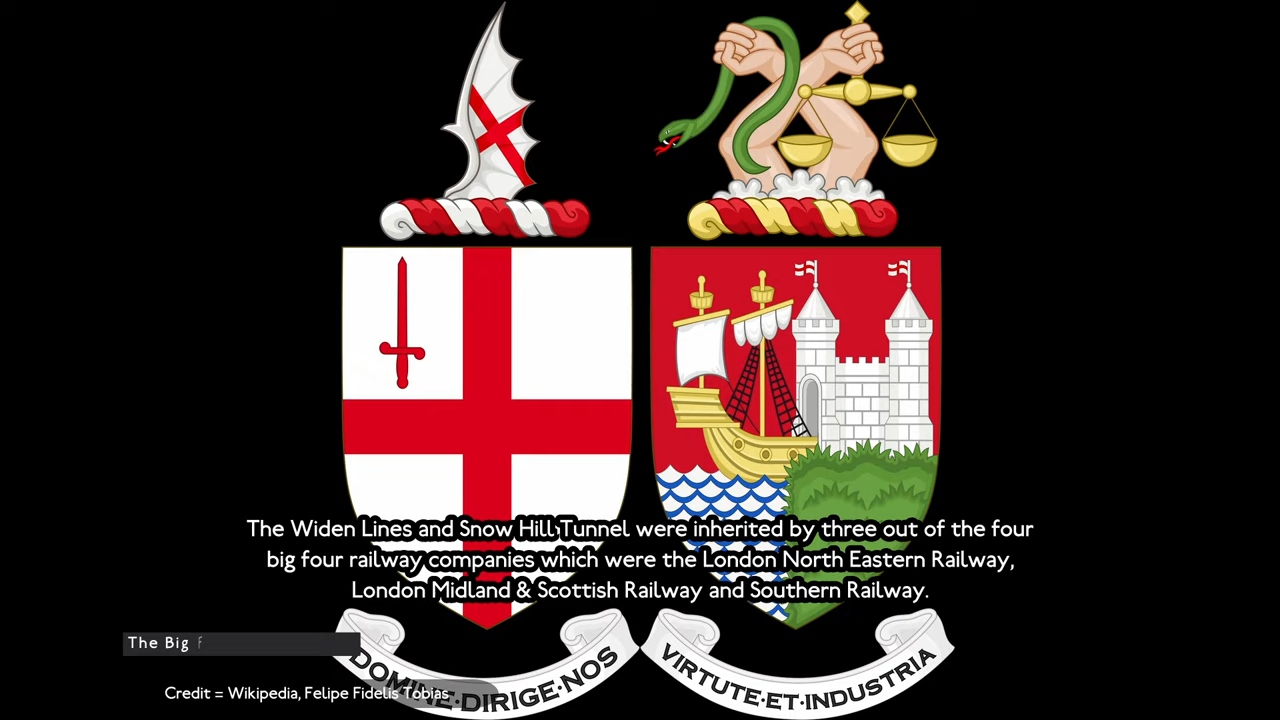 The Widen Lines and Snow Hill Tunnel were inherited by three out of the four
big four railway companies which were the London North Eastern Railway,
London Midland & Scottish Railway and Southern Railway.
The Big f
DOMINE·DIRIGE·NOS
VIRTUTE·ET·INDUSTRIA
Credit = Wikipedia, Felipe Fidelis Tobias